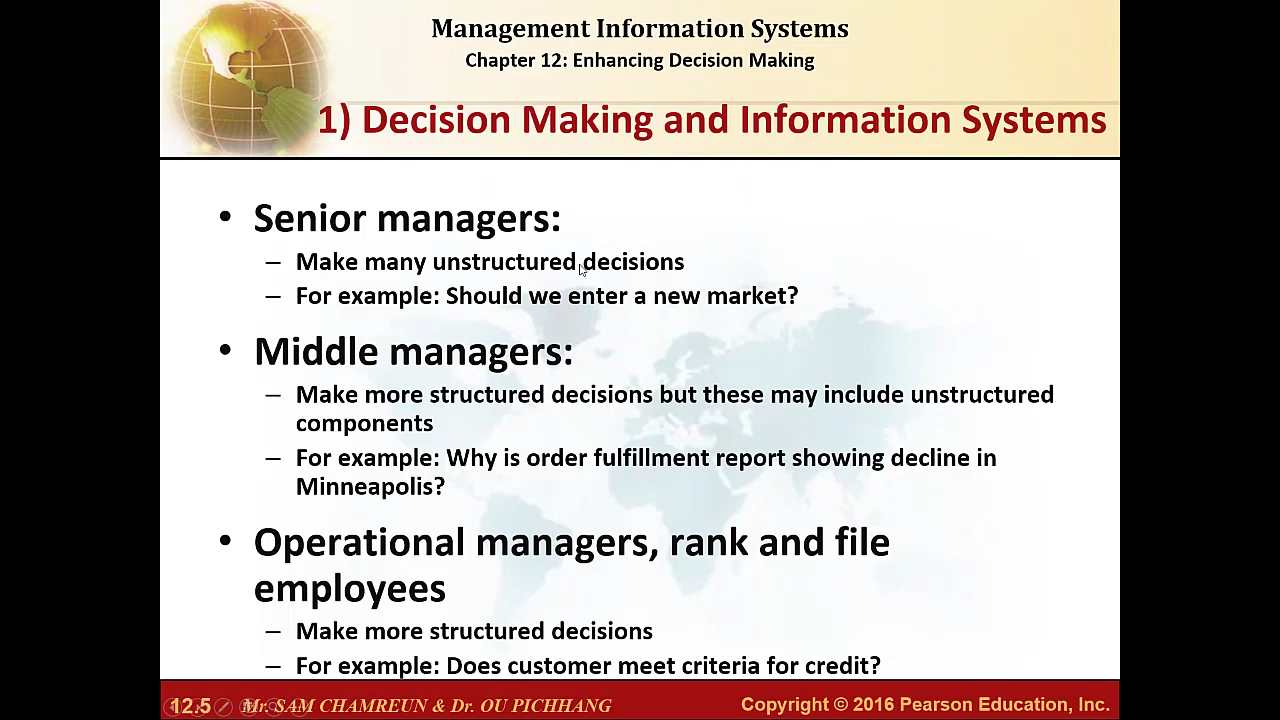 Management Information Systems
Chapter 12: Enhancing Decision Making
1) Decision Making and Information Systems
• Senior managers:
– Make many unstructured decisions
– For example: Should we enter a new market?
• Middle managers:
– Make more structured decisions but these may include unstructured
components
– For example: Why is order fulfillment report showing decline in
Minneapolis?
• Operational managers, rank and file
employees
– Make more structured decisions
– For example: Does customer meet criteria for credit?
12.5 Mr. SAM CHAMREUN & Dr. OU PICHHANG Copyright © 2016 Pearson Education, Inc.